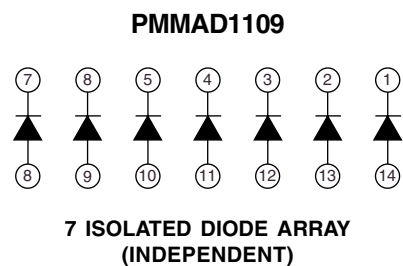 PMMAD1109
7 8 5 4 3 2 1
8 9 10 11 12 13 14
7 ISOLATED DIODE ARRAY
(INDEPENDENT)